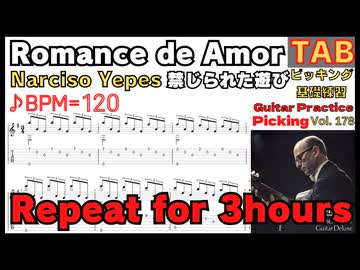 Romance de Amor TAB
Narciso Yepes 禁じられた遊び ピッキング
基礎練習
♪BPM=120
Guitar Practice
Picking Vol. 178
Repeat for 3hours